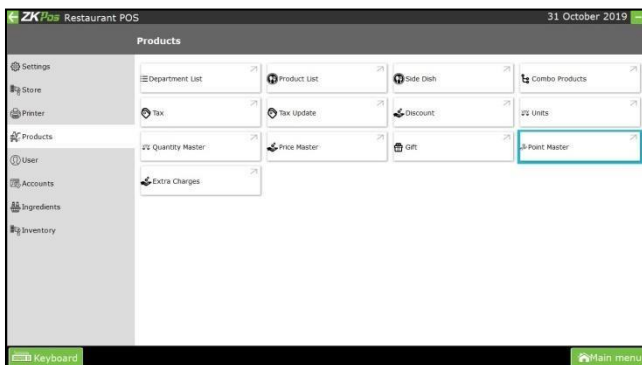 ZKPos Restaurant POS 31 October 2019
Products
Settings
Store
Printer
Products
User
Accounts
Ingredients
Inventory
Department List Product List Side Dish Combo Products
Tax Tax Update Discount Units
Quantity Master Price Master Gift Point Master
Extra Charges
Keyboard Main menu